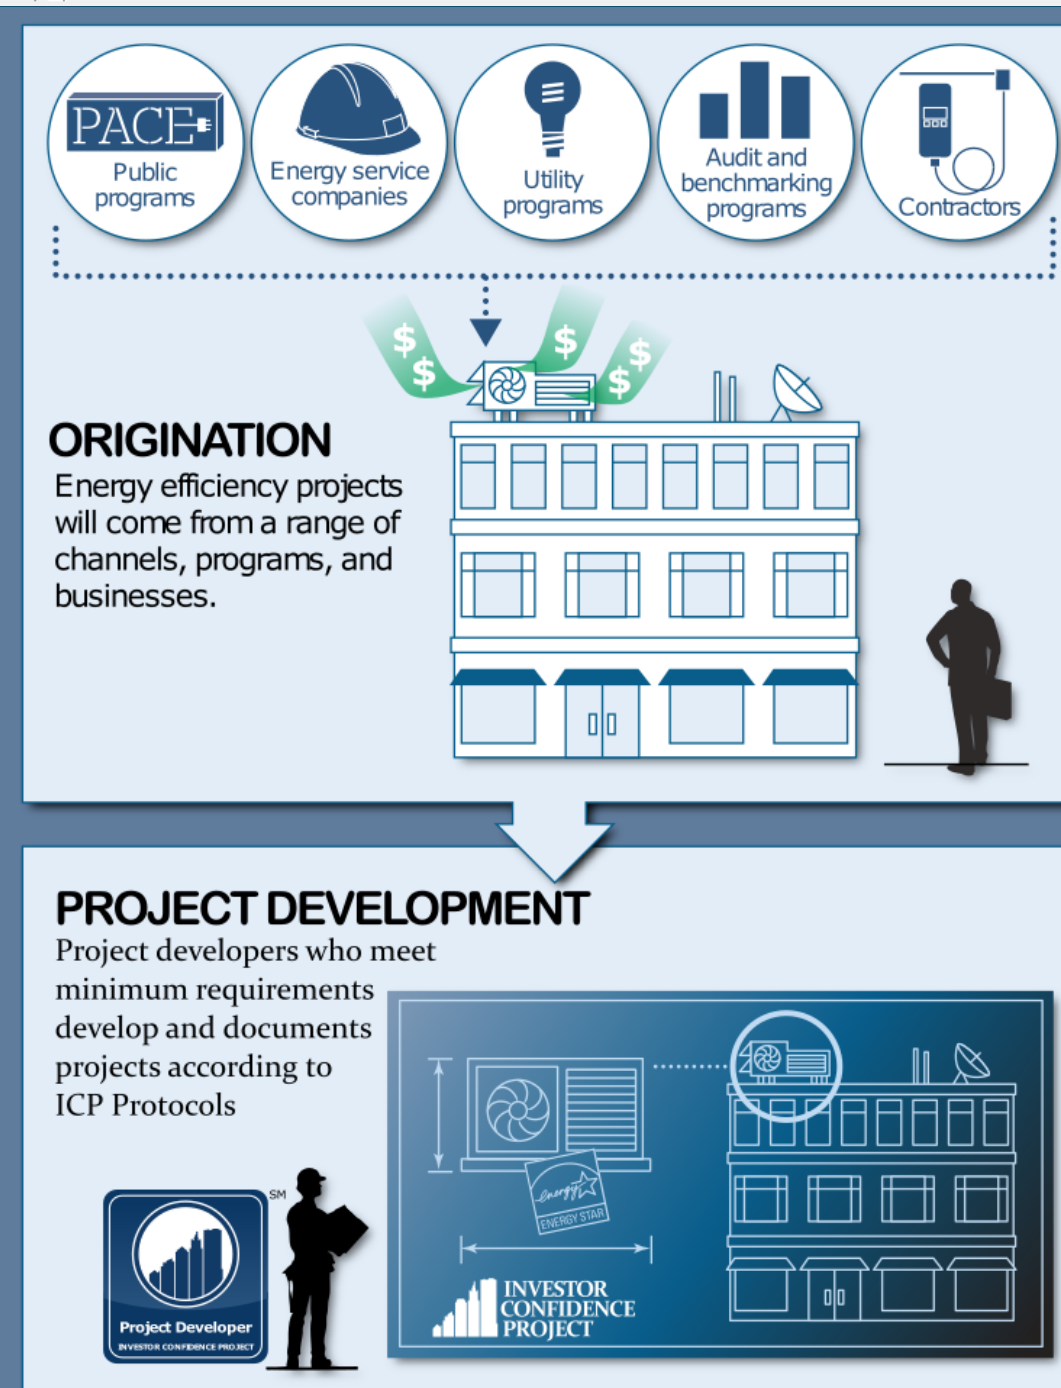 PACE
Public
programs
Energy service
companies
Utility
programs
Audit and
benchmarking
programs
Contractors
$
$
$
$
$
ORIGINATION
Energy efficiency projects
will come from a range of
channels, programs, and
businesses.
PROJECT DEVELOPMENT
Project developers who meet
minimum requirements
develop and documents
projects according to
ICP Protocols
SM
Project Developer
INVESTOR CONFIDENCE PROJECT
energy
ENERGY STAR
INVESTOR
CONFIDENCE
PROJECT